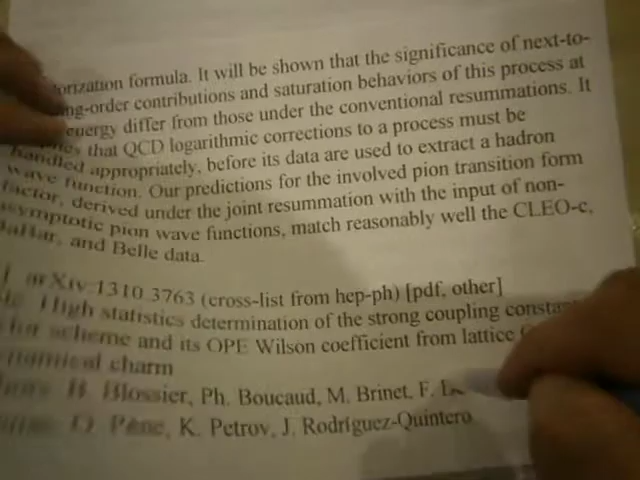 orization formula. It will be shown that the significance of next-to-
ng-order contributions and saturation behaviors of this process at
energy differ from those under the conventional resummations. It
that QCD logarithmic corrections to a process must be
handled appropriately, before its data are used to extract a hadron
wave function. Our predictions for the involved pion transition form
factor, derived under the joint resummation with the input of non-
asymptotic pion wave functions, match reasonably well the CLEO-c,
BaBar, and Belle data.
arXiv:1310.3763 (cross-list from hep-ph) [pdf, other]
High statistics determination of the strong coupling
scheme and its OPE Wilson coefficient from lattice
charm
B. Blossier, Ph. Boucaud, M. Brinet, F.
O. Pène, K. Petrov, J. Rodríguez-Quintero